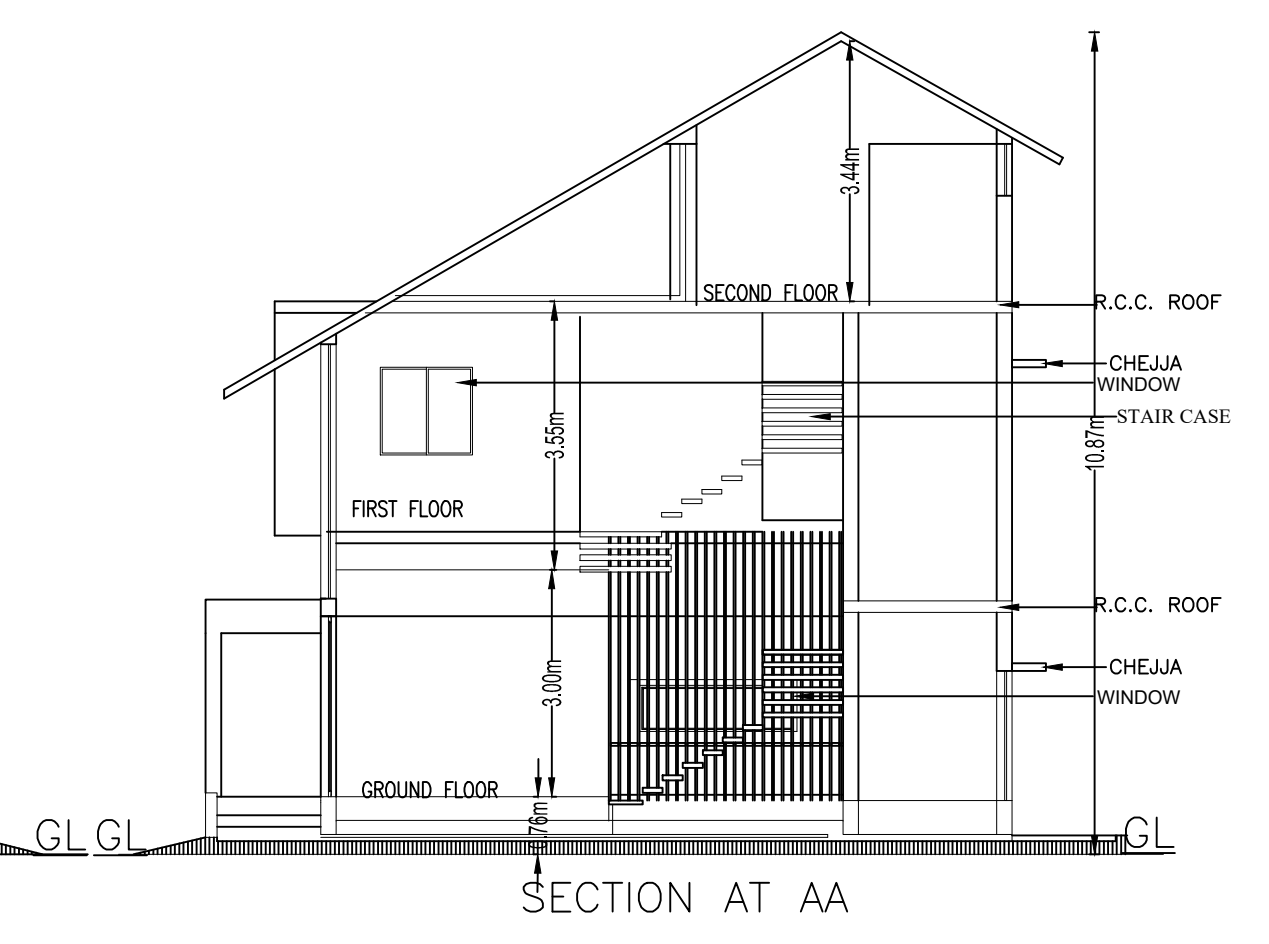 3.44m
SECOND FLOOR
R.C.C. ROOF
CHEJJA
WINDOW
STAIR CASE
3.55m
10.87m
FIRST FLOOR
R.C.C. ROOF
CHEJJA
3.00m
WINDOW
GROUND FLOOR
0.76m
GL GL
GL
SECTION AT AA